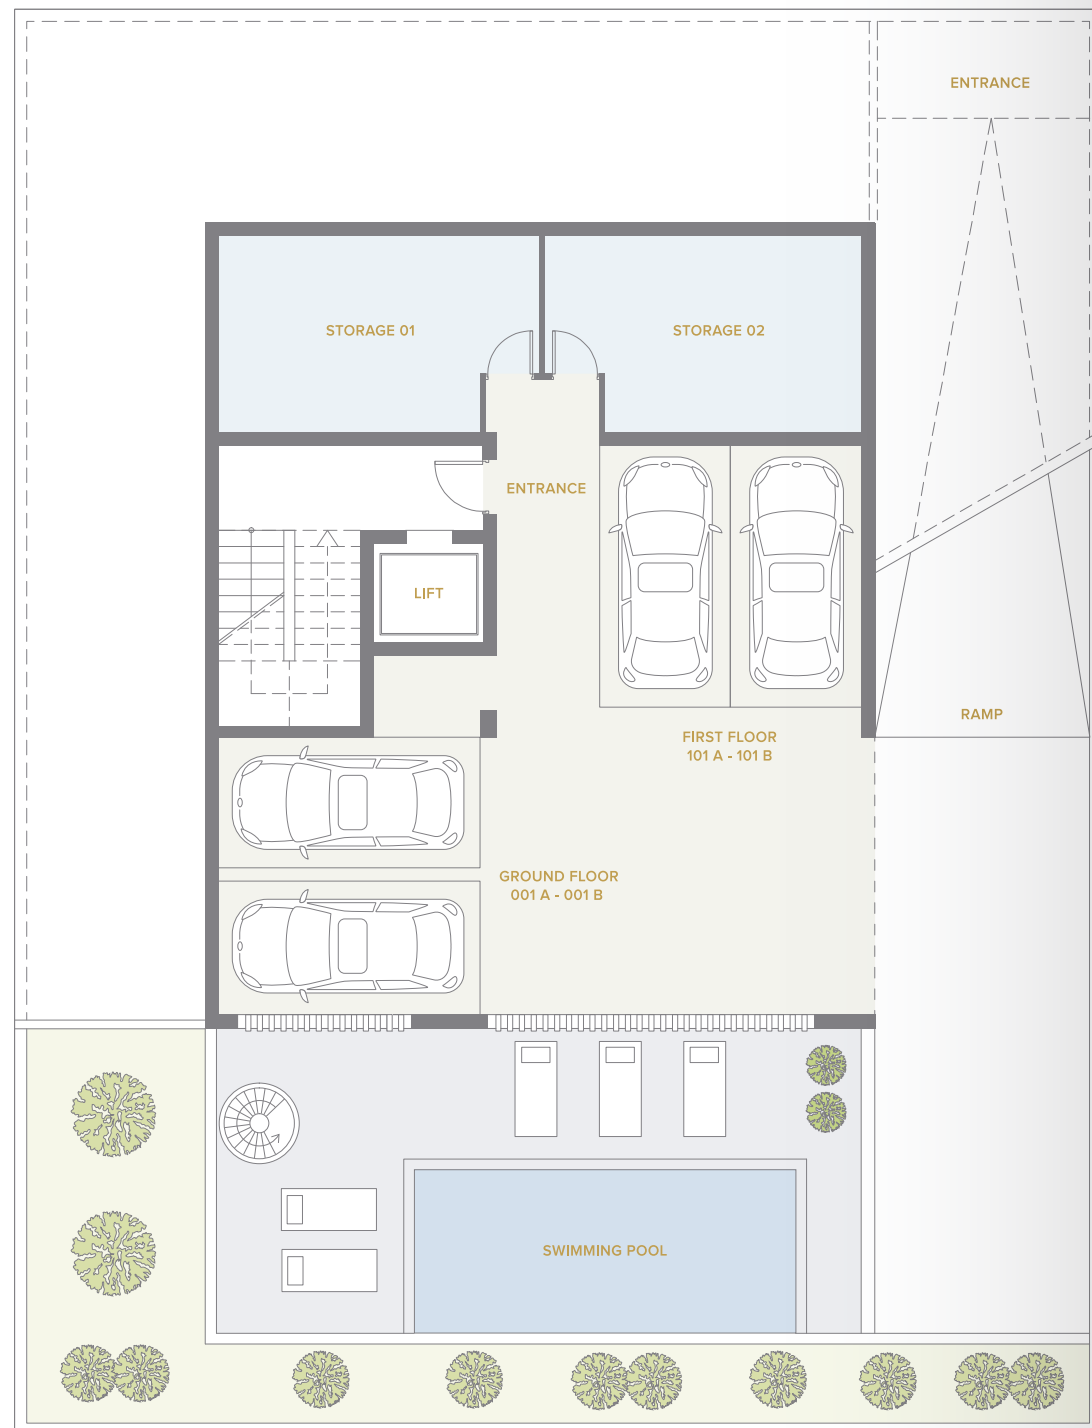 ENTRANCE
STORAGE 01
STORAGE 02
ENTRANCE
LIFT
RAMP
FIRST FLOOR
101 A - 101 B
GROUND FLOOR
001 A - 001 B
SWIMMING POOL